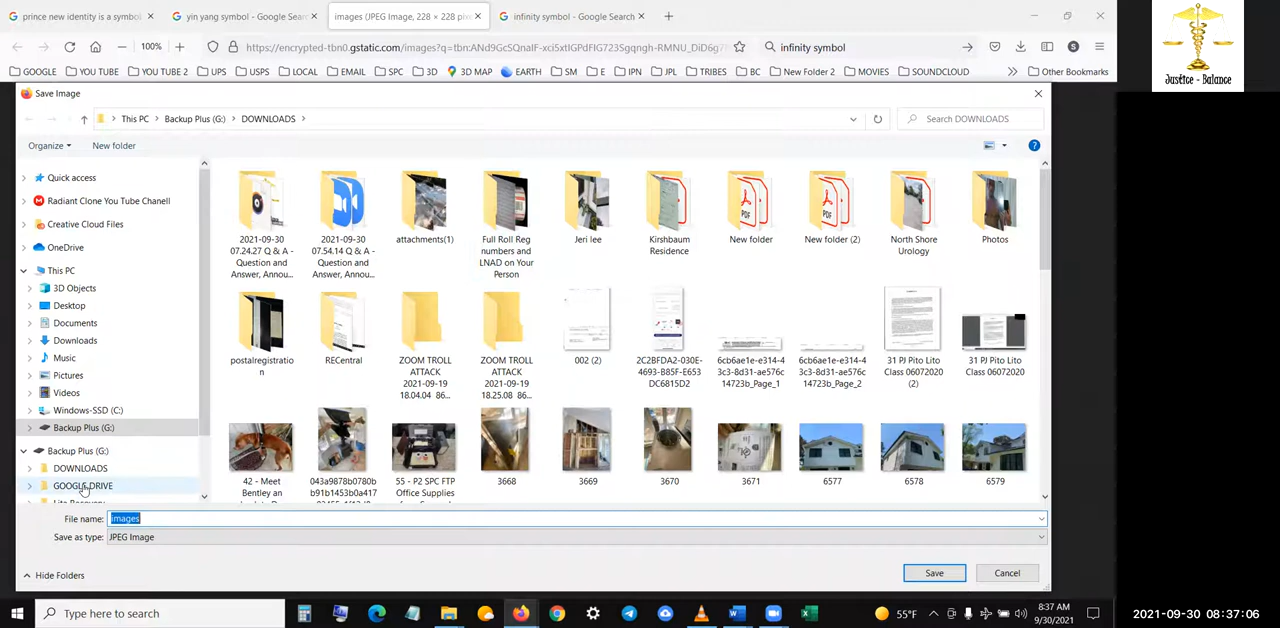 prince new identity is a symbol
yin yang symbol - Google Search
images (JPEG Image, 228 × 228 pix
infinity symbol - Google Search
100%
infinity symbol
GOOGLE
YOU TUBE
YOU TUBE 2
UPS
USPS
LOCAL
EMAIL
SPC
3D
3D MAP
EARTH
SM
E
IPN
JPL
TRIBES
BC
New Folder 2
MOVIES
SOUNDCLOUD
Other Bookmarks
Justice - Balance
Save Image
This PC
Backup Plus (G:)
DOWNLOADS
Search DOWNLOADS
Organize
New folder
Quick access
Radiant Clone You Tube Chanell
Creative Cloud Files
OneDrive
This PC
3D Objects
Desktop
Documents
Downloads
Music
Pictures
Videos
Windows-SSD (C:)
Backup Plus (G:)
Backup Plus (G:)
DOWNLOADS
GOOGLE DRIVE
2021-09-30
07.24.27 Q & A -
Question and
Answer, Annou...
2021-09-30
07.54.14 Q & A -
Question and
Answer, Annou...
attachments(1)
Full Roll Reg
numbers and
LNAD on Your
Person
Jeri lee
Kirshbaum
Residence
New folder
New folder (2)
North Shore
Urology
Photos
postalregistratio
n
RECentral
ZOOM TROLL
ATTACK
2021-09-19
18.04.04 86...
ZOOM TROLL
ATTACK
2021-09-19
18.25.08 86...
002 (2)
2C2BFDA2-030E-
4693-B85F-E653
DC6815D2
6cb6ae1e-e314-4
3c3-8d31-ae576c
14723b_Page_1
6cb6ae1e-e314-4
3c3-8d31-ae576c
14723b_Page_2
31 PJ Pito Lito
Class 06072020
(2)
31 PJ Pito Lito
Class 06072020
42 - Meet
Bentley an
043a9878b0780b
b91b1453b0a417
55 - P2 SPC FTP
Office Supplies
3668
3669
3670
3671
6577
6578
6579
File name:
images
Save as type:
JPEG Image
Hide Folders
Save
Cancel
Type here to search
55°F
8:37 AM
9/30/2021
2021-09-30 08:37:06